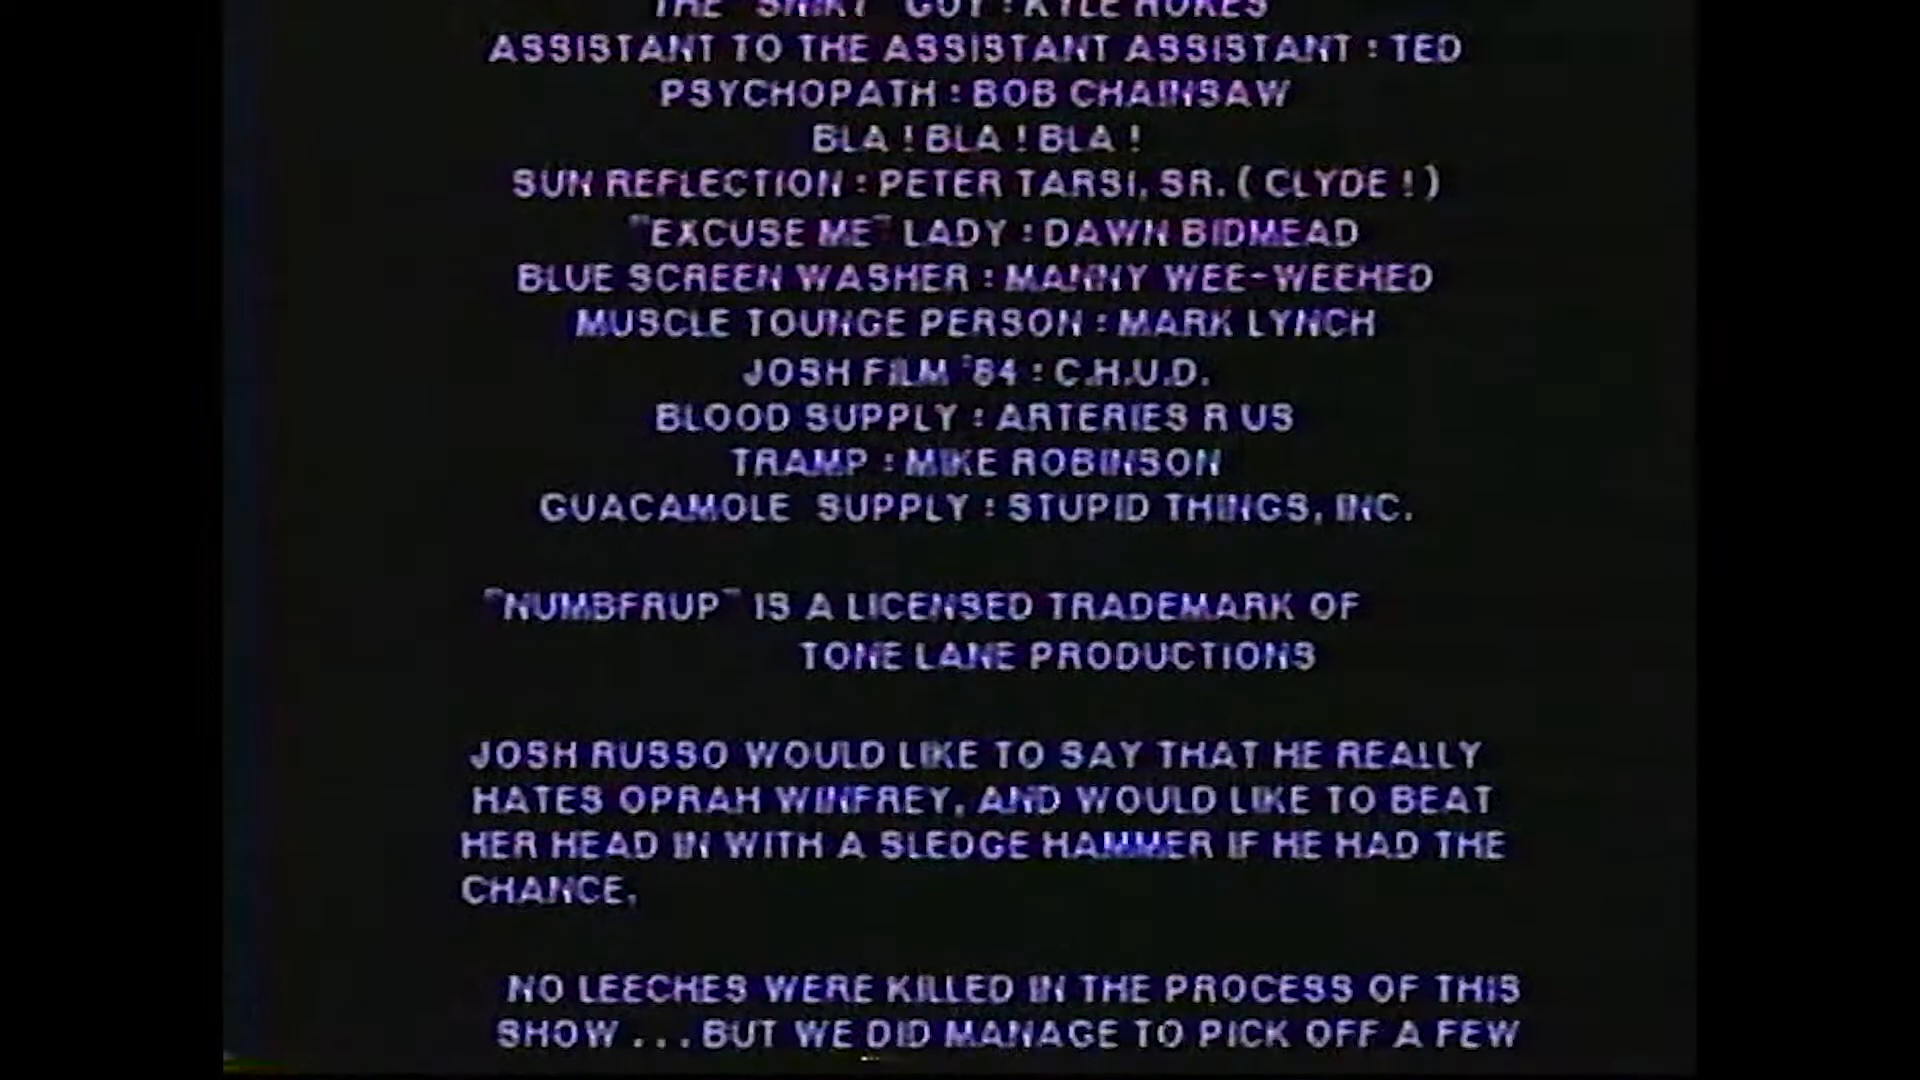 THE "SHIRT" GUY : KYLE HOKES
ASSISTANT TO THE ASSISTANT ASSISTANT : TED
PSYCHOPATH : BOB CHAINSAW
BLA ! BLA ! BLA !
SUN REFLECTION : PETER TARSI, SR. ( CLYDE ! )
"EXCUSE ME" LADY : DAWN BIDMEAD
BLUE SCREEN WASHER : MANNY WEE-WEEHED
MUSCLE TOUNGE PERSON : MARK LYNCH
JOSH FILM '84 : C.H.U.D.
BLOOD SUPPLY : ARTERIES R US
TRAMP : MIKE ROBINSON
GUACAMOLE SUPPLY : STUPID THINGS, INC.
"NUMBFRUP" IS A LICENSED TRADEMARK OF
TONE LANE PRODUCTIONS
JOSH RUSSO WOULD LIKE TO SAY THAT HE REALLY
HATES OPRAH WINFREY, AND WOULD LIKE TO BEAT
HER HEAD IN WITH A SLEDGE HAMMER IF HE HAD THE
CHANCE.
NO LEECHES WERE KILLED IN THE PROCESS OF THIS
SHOW . . . BUT WE DID MANAGE TO PICK OFF A FEW